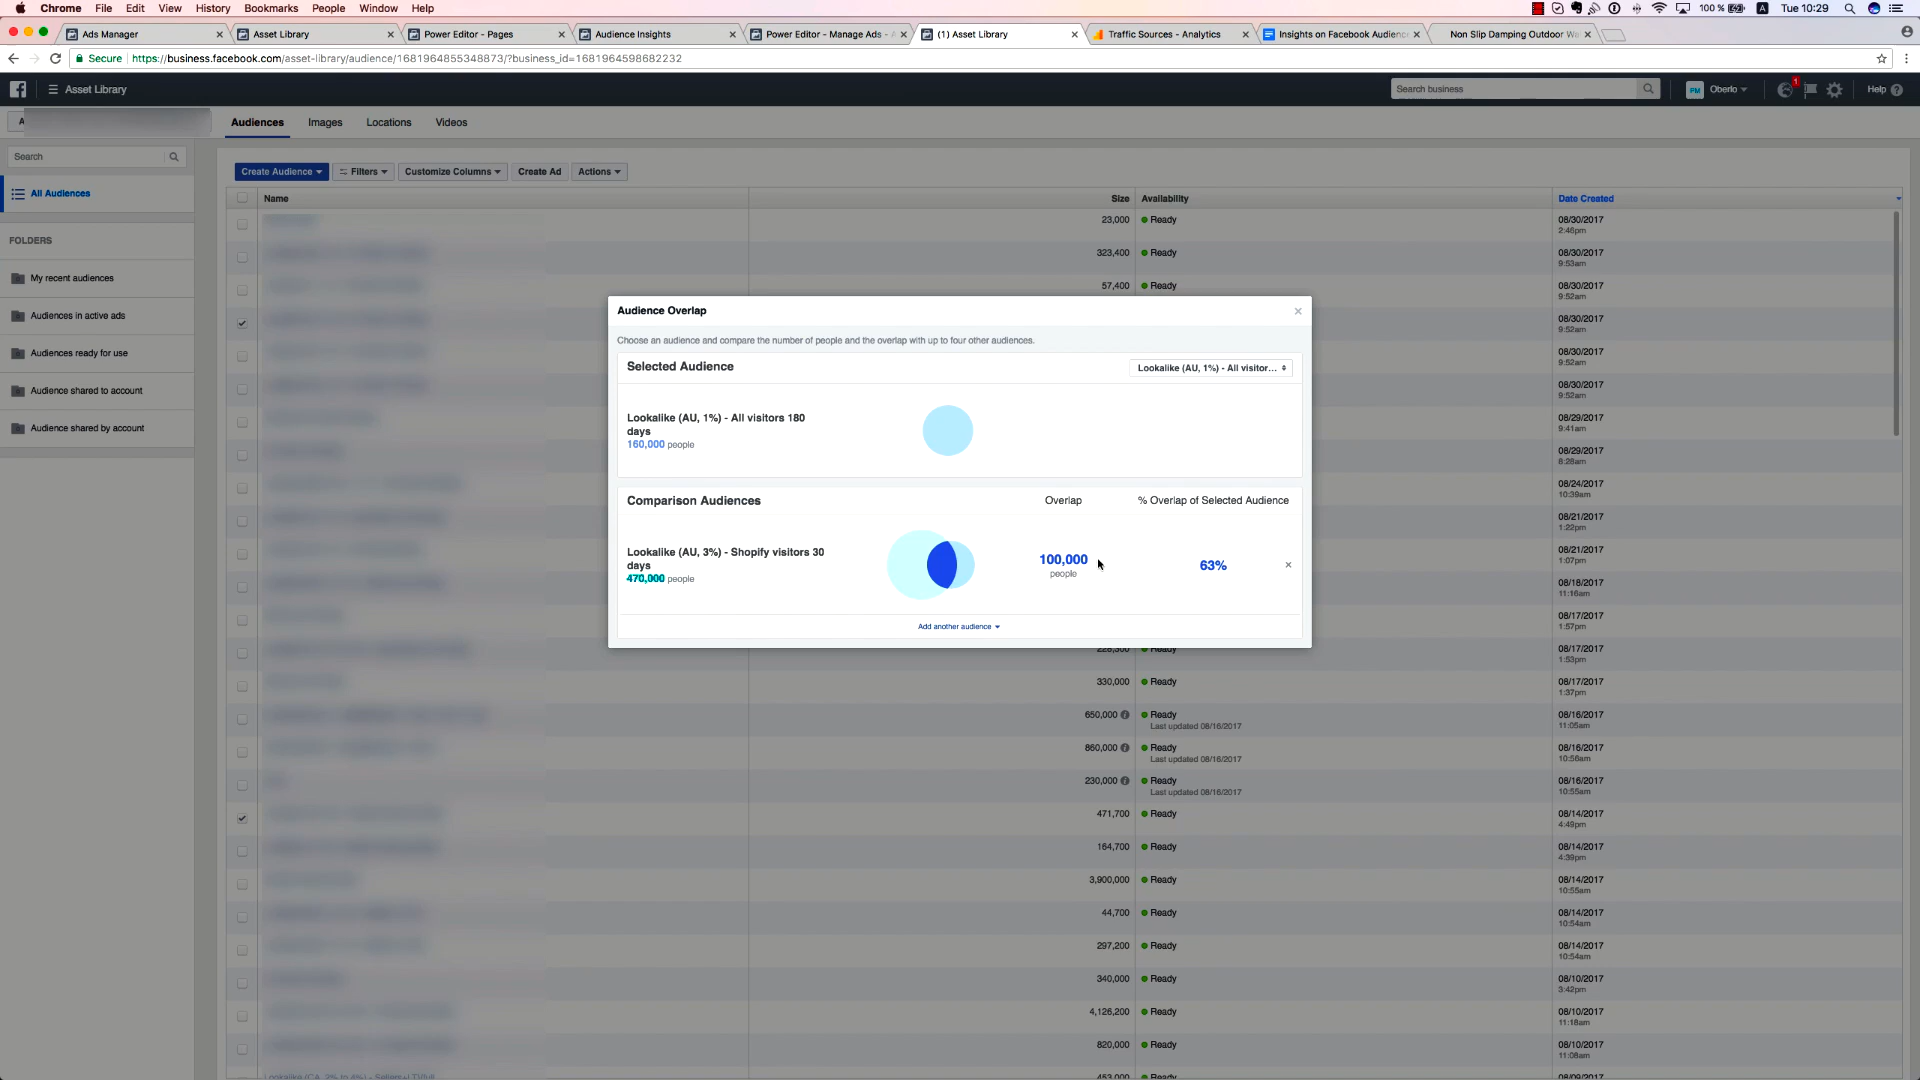 Chrome File Edit View History Bookmarks People Window Help 100 % Tue 10:29
Ads Manager Asset Library Power Editor - Pages Audience Insights Power Editor - Manage Ads - (1) Asset Library Traffic Sources - Analytics Insights on Facebook Audience Non Slip Damping Outdoor
Secure https://business.facebook.com/asset-library/audience/1681964855348873/?business_id=1681964598682232
Asset Library Search business PM Oberlo 1 Help
A Audiences Images Locations Videos
Search
Create Audience Filters Customize Columns Create Ad Actions
All Audiences
Name Size Availability Date Created
23,000 Ready 08/30/2017
2:46pm
FOLDERS
323,400 Ready 08/30/2017
9:53am
My recent audiences
57,400 Ready 08/30/2017
9:52am
Audiences in active ads
08/30/2017
9:52am
Audiences ready for use
08/30/2017
9:52am
Audience shared to account
08/30/2017
9:52am
Audience shared by account
08/29/2017
9:41am
08/29/2017
8:28am
08/24/2017
10:39am
08/21/2017
1:22pm
08/21/2017
1:07pm
08/18/2017
11:16am
08/17/2017
1:57pm
Audience Overlap
Choose an audience and compare the number of people and the overlap with up to four other audiences.
Selected Audience Lookalike (AU, 1%) - All visitor...
Lookalike (AU, 1%) - All visitors 180
days
160,000 people
Comparison Audiences Overlap % Overlap of Selected Audience
Lookalike (AU, 3%) - Shopify visitors 30
days
470,000 people
100,000
people
63%
Add another audience
228,300 Ready 08/17/2017
1:53pm
330,000 Ready 08/17/2017
1:37pm
650,000 Ready 08/16/2017
Last updated 08/16/2017 11:05am
860,000 Ready 08/16/2017
Last updated 08/16/2017 10:56am
230,000 Ready 08/16/2017
Last updated 08/16/2017 10:55am
471,700 Ready 08/14/2017
4:49pm
164,700 Ready 08/14/2017
4:39pm
3,900,000 Ready 08/14/2017
10:55am
44,700 Ready 08/14/2017
10:54am
297,200 Ready 08/14/2017
10:54am
340,000 Ready 08/10/2017
3:42pm
4,126,200 Ready 08/10/2017
11:18am
820,000 Ready 08/10/2017
11:08am
453,000 Ready 08/09/2017